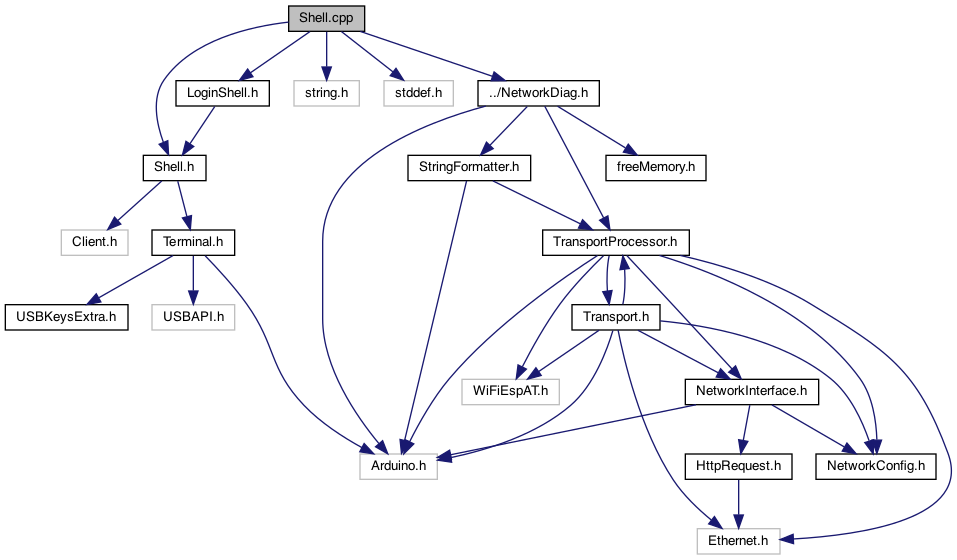 Shell.cpp
LoginShell.h
string.h
stddef.h
../NetworkDiag.h
Shell.h
StringFormatter.h
freeMemory.h
Client.h
Terminal.h
TransportProcessor.h
USBKeysExtra.h
USBAPI.h
Transport.h
WiFiEspAT.h
NetworkInterface.h
Arduino.h
HttpRequest.h
NetworkConfig.h
Ethernet.h